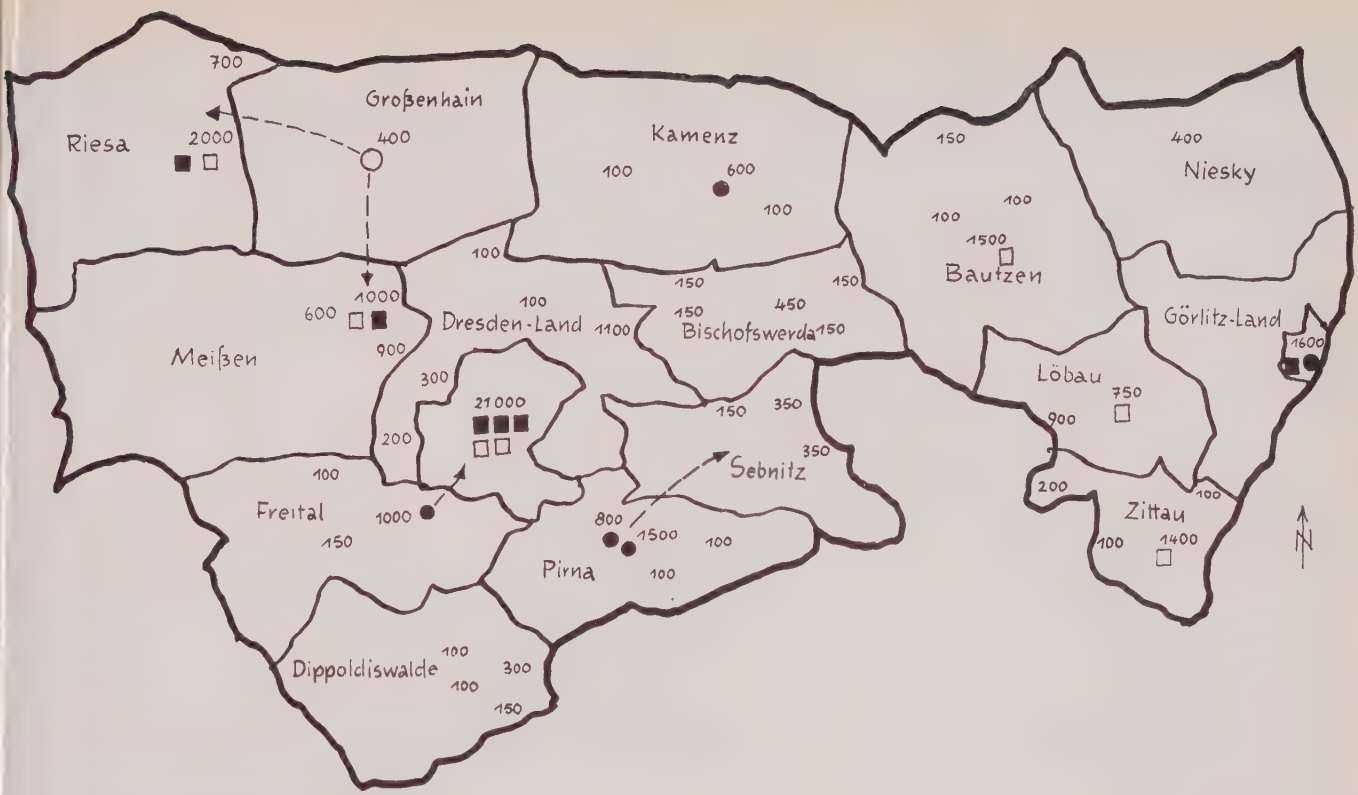 700
Großenhain
Riesa
2000
400
Kamenz
100
600
100
150
100
100
1500
Bautzen
400
Niesky
100
600
1000
Meißen
900
100
Dresden-Land
1100
150
150
450
150
Bischofswerda
150
Görlitz-Land
1600
300
21000
200
Löbau
750
900
150
350
350
Sebnitz
100
Freital
1000
150
800
1500
100
Pirna
100
200
100
Zittau
100
1400
N
Dippoldiswalde
100
100
300
150